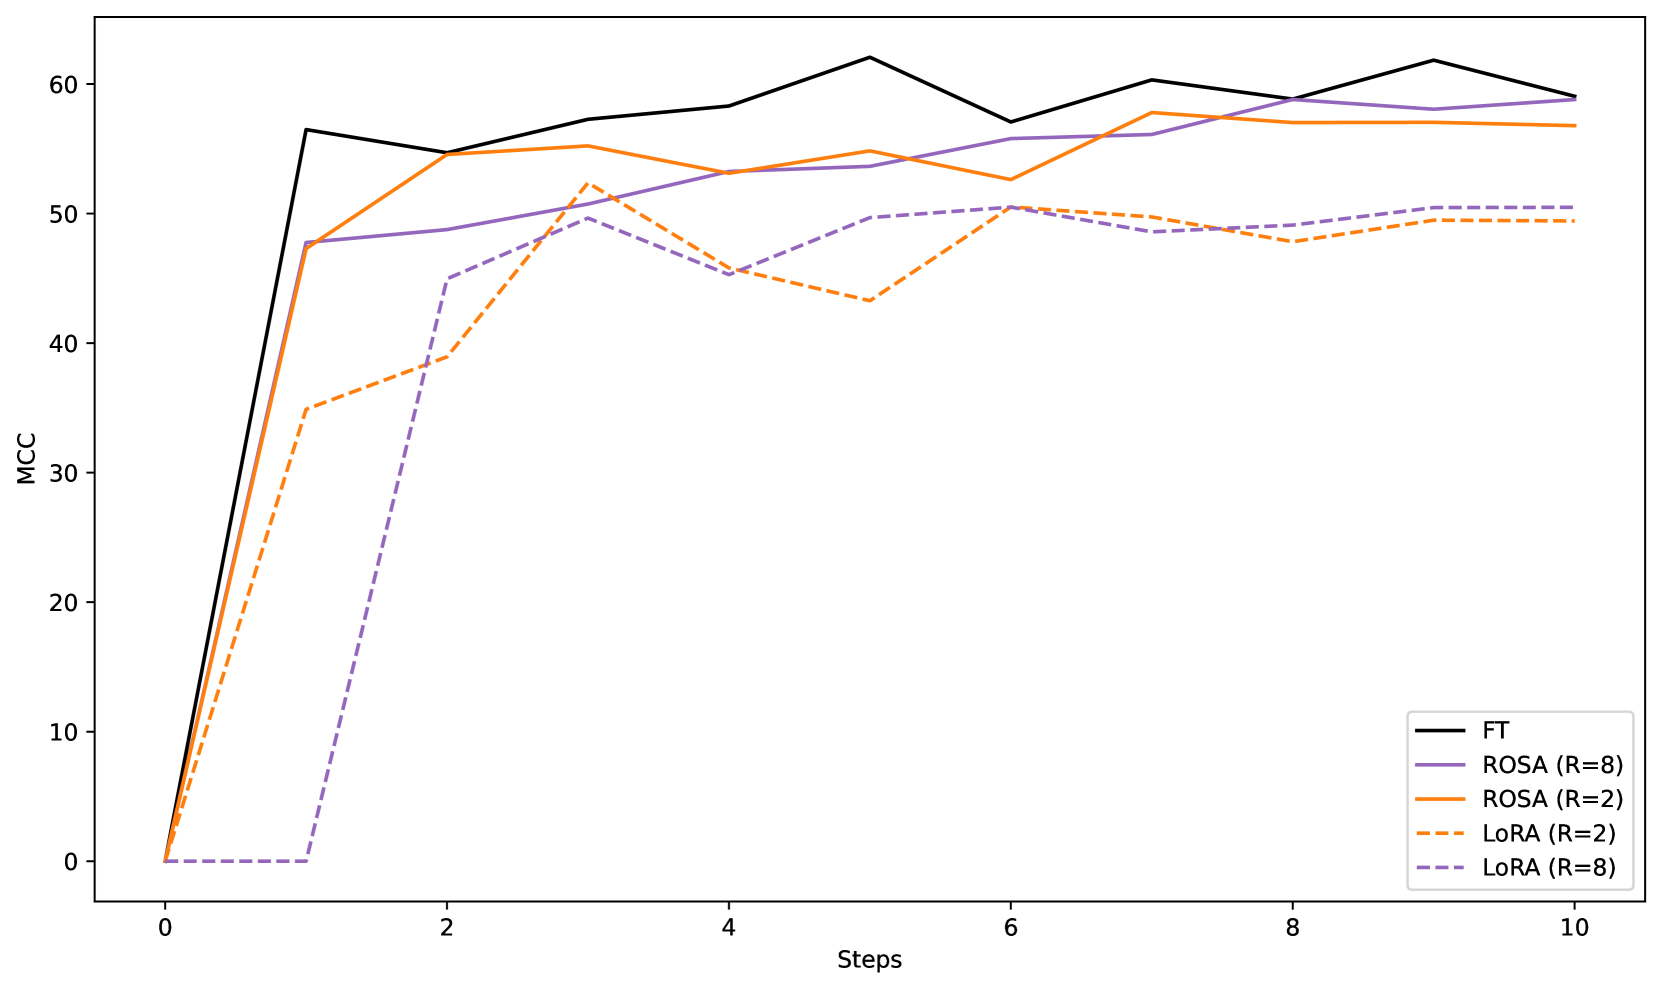 60
50
40
30
20
10
0
MCC
0 2 4 6 8 10
Steps
FT
ROSA (R=8)
ROSA (R=2)
LoRA (R=2)
LoRA (R=8)